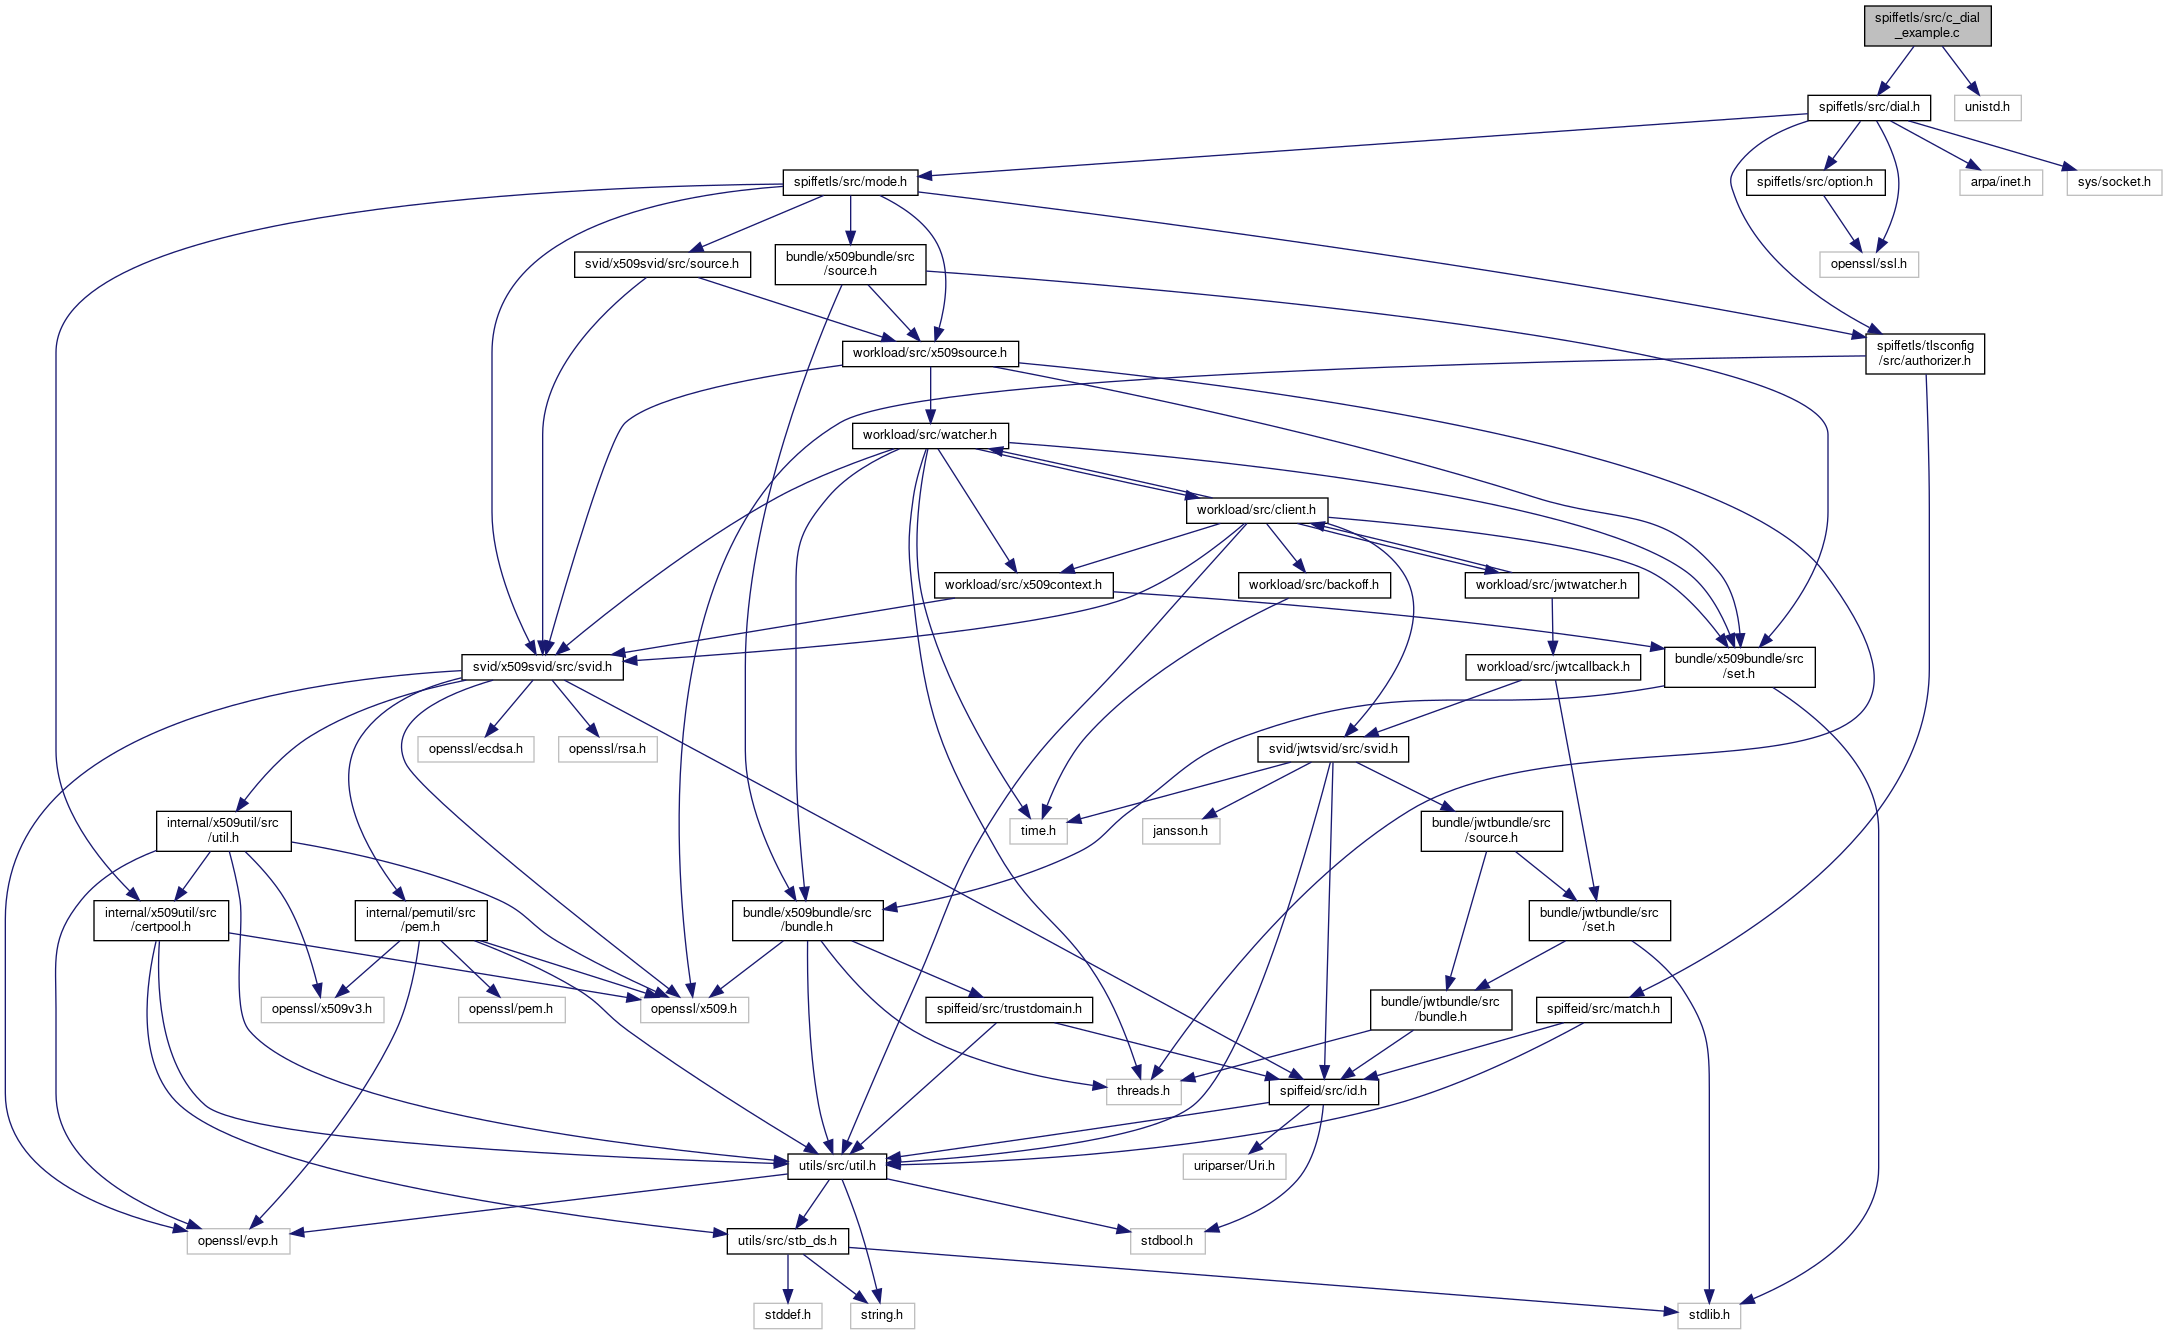 spiffetls/src/c_dial
_example.c
spiffetls/src/dial.h
unistd.h
spiffetls/src/mode.h
spiffetls/src/option.h
arpa/inet.h
sys/socket.h
svid/x509svid/src/source.h
bundle/x509bundle/src
/source.h
openssl/ssl.h
workload/src/x509source.h
spiffetls/tlsconfig
/src/authorizer.h
workload/src/watcher.h
workload/src/client.h
workload/src/x509context.h
workload/src/backoff.h
workload/src/jwtwatcher.h
svid/x509svid/src/svid.h
workload/src/jwtcallback.h
bundle/x509bundle/src
/set.h
openssl/ecdsa.h
openssl/rsa.h
svid/jwtsvid/src/svid.h
internal/x509util/src
/util.h
time.h
jansson.h
bundle/jwtbundle/src
/source.h
internal/x509util/src
/certpool.h
internal/pemutil/src
/pem.h
bundle/x509bundle/src
/bundle.h
bundle/jwtbundle/src
/set.h
openssl/x509v3.h
openssl/pem.h
openssl/x509.h
spiffeid/src/trustdomain.h
bundle/jwtbundle/src
/bundle.h
spiffeid/src/match.h
threads.h
spiffeid/src/id.h
utils/src/util.h
uriparser/Uri.h
openssl/evp.h
utils/src/stb_ds.h
stdbool.h
stddef.h
string.h
stdlib.h